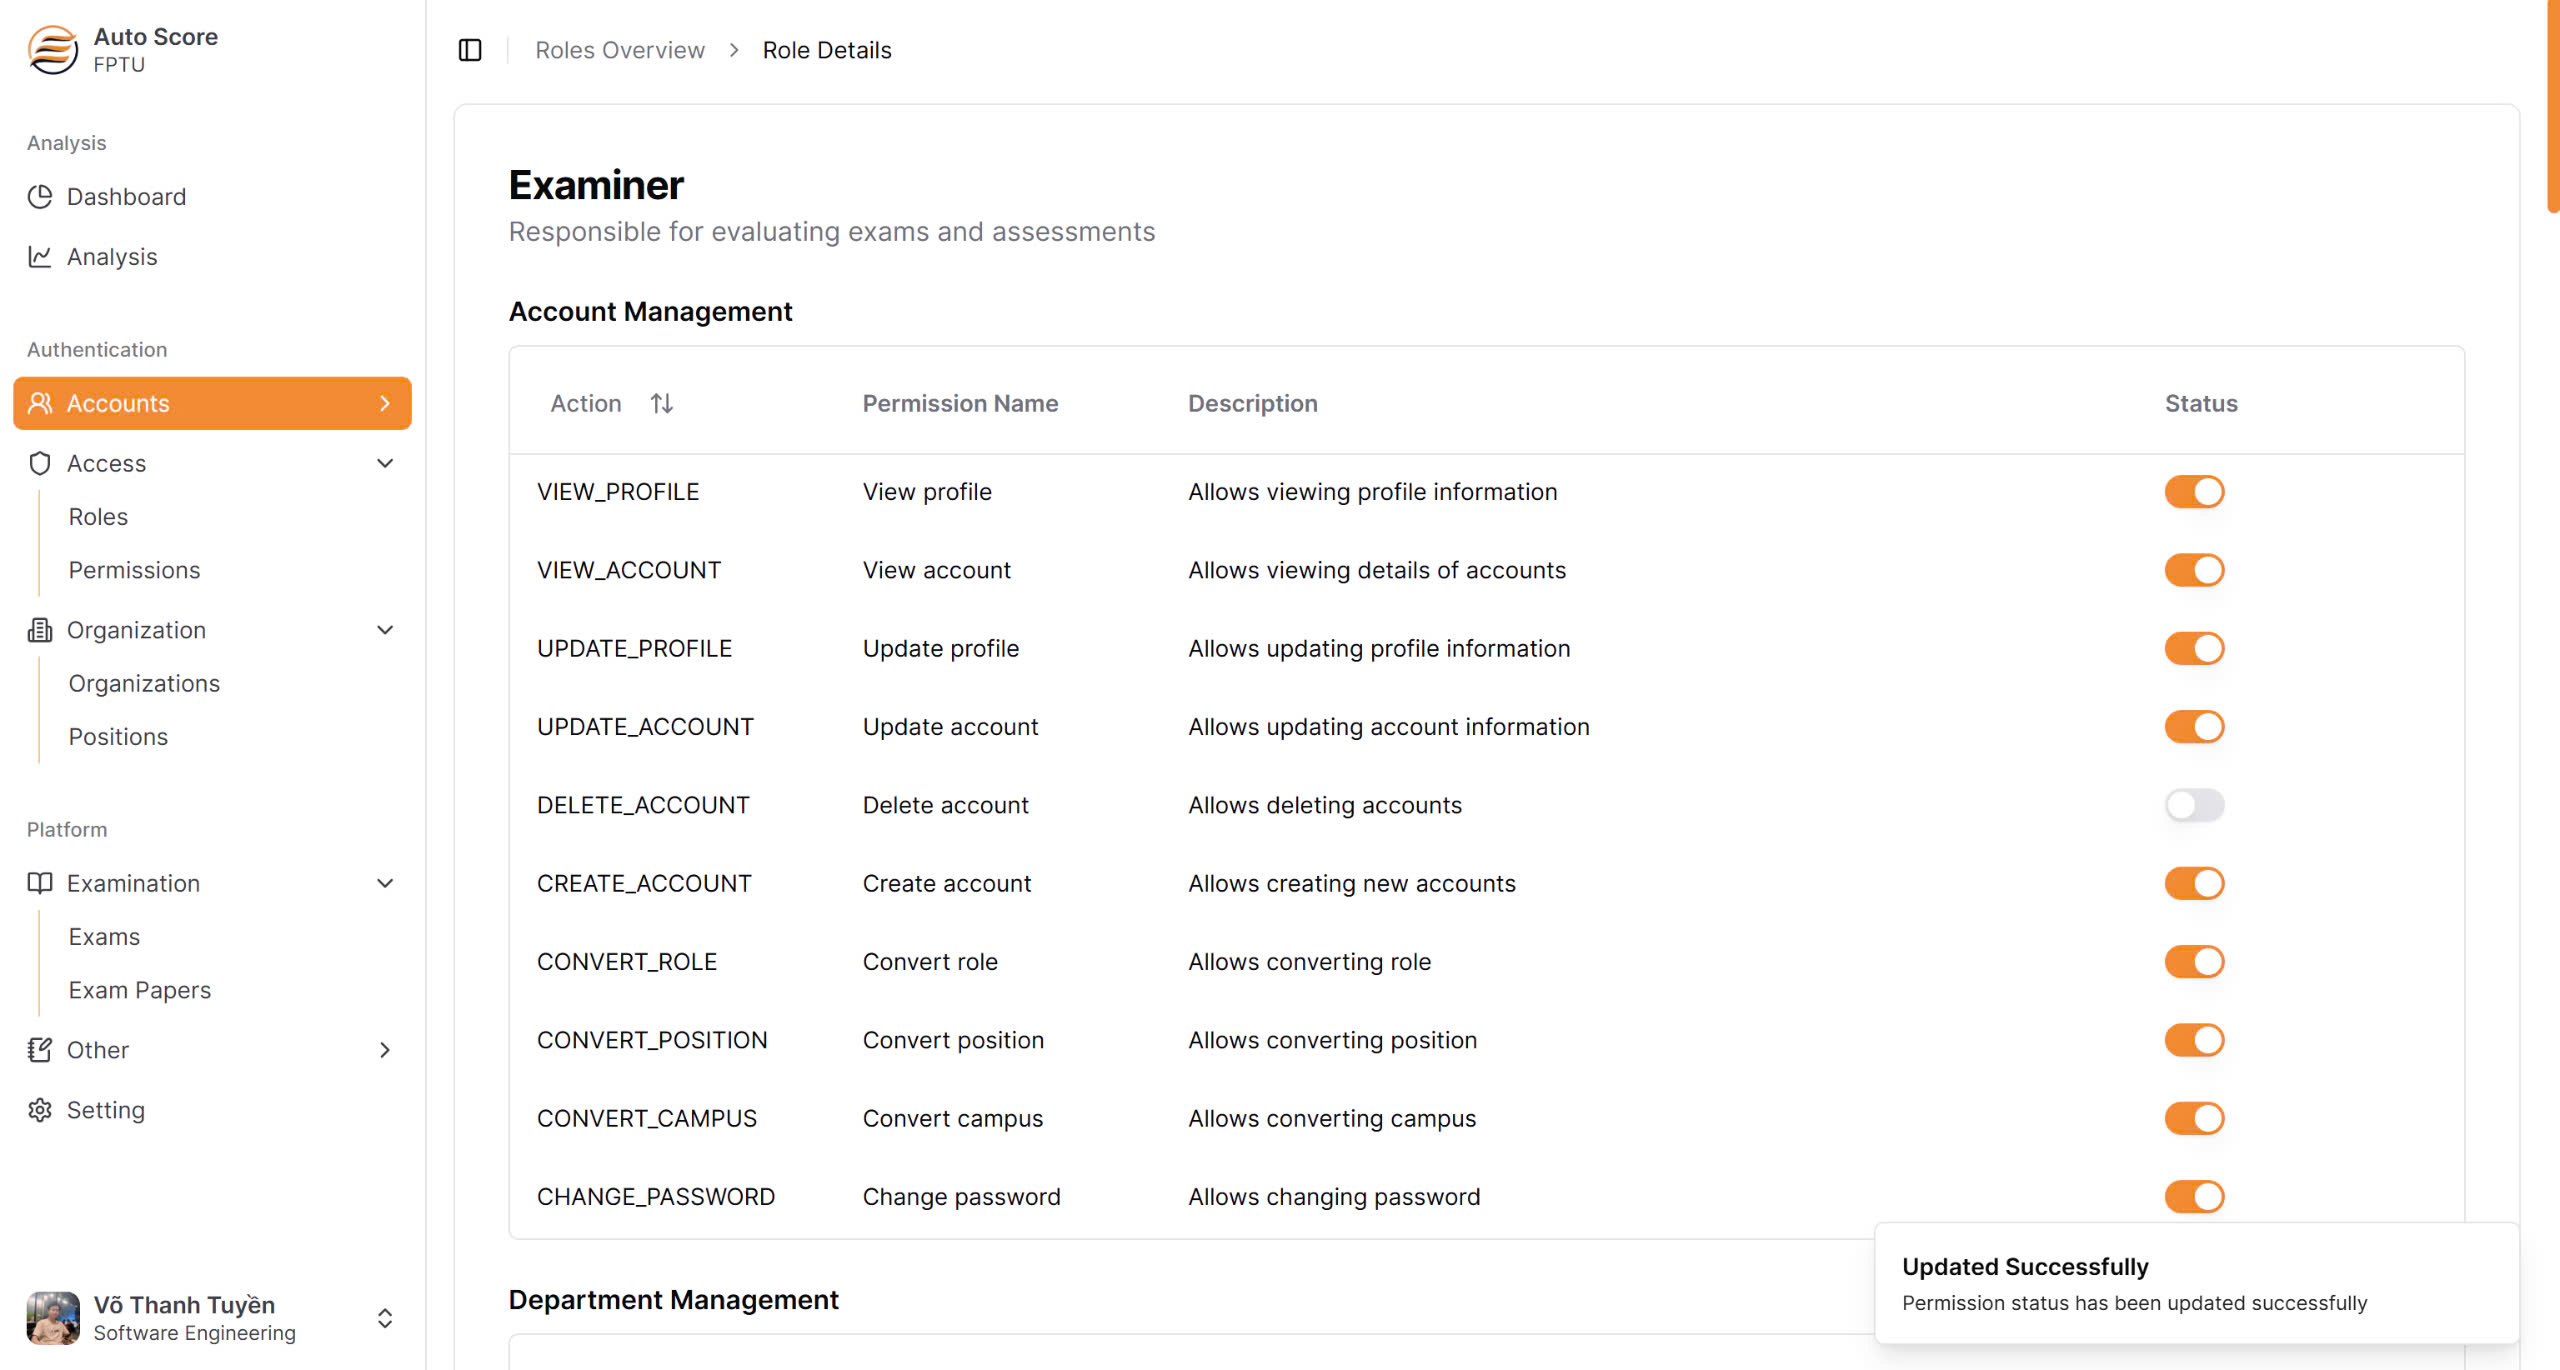 Auto Score
FPTU
Analysis
Dashboard
Analysis
Authentication
Accounts
Access
Roles
Permissions
Organization
Organizations
Positions
Platform
Examination
Exams
Exam Papers
Other
Setting
Võ Thanh Tuyền
Software Engineering
Roles Overview > Role Details
Examiner
Responsible for evaluating exams and assessments
Account Management
Action Permission Name Description Status
VIEW_PROFILE View profile Allows viewing profile information
VIEW_ACCOUNT View account Allows viewing details of accounts
UPDATE_PROFILE Update profile Allows updating profile information
UPDATE_ACCOUNT Update account Allows updating account information
DELETE_ACCOUNT Delete account Allows deleting accounts
CREATE_ACCOUNT Create account Allows creating new accounts
CONVERT_ROLE Convert role Allows converting role
CONVERT_POSITION Convert position Allows converting position
CONVERT_CAMPUS Convert campus Allows converting campus
CHANGE_PASSWORD Change password Allows changing password
Department Management
Updated Successfully
Permission status has been updated successfully